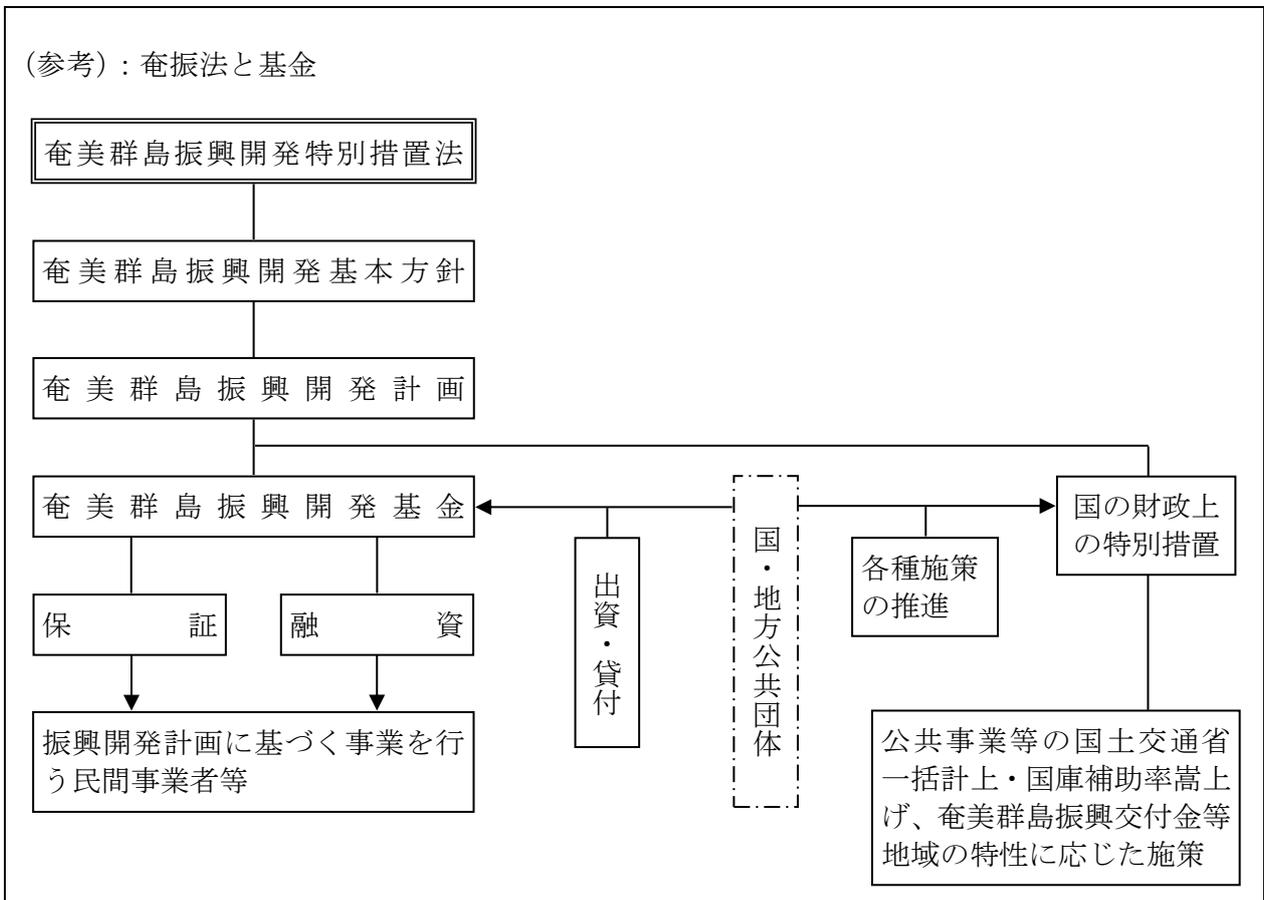 (参考):奄振法と基金
奄美群島振興開発特別措置法
奄美群島振興開発基本方針
奄美群島振興開発計画
奄美群島振興開発基金
保証
融資
振興開発計画に基づく事業を行
う民間事業者等
出資・貸付
国・地方公共団体
各種施策
の推進
国の財政上
の特別措置
公共事業等の国土交通省
一括計上・国庫補助率嵩上
げ、奄美群島振興交付金等
地域の特性に応じた施策